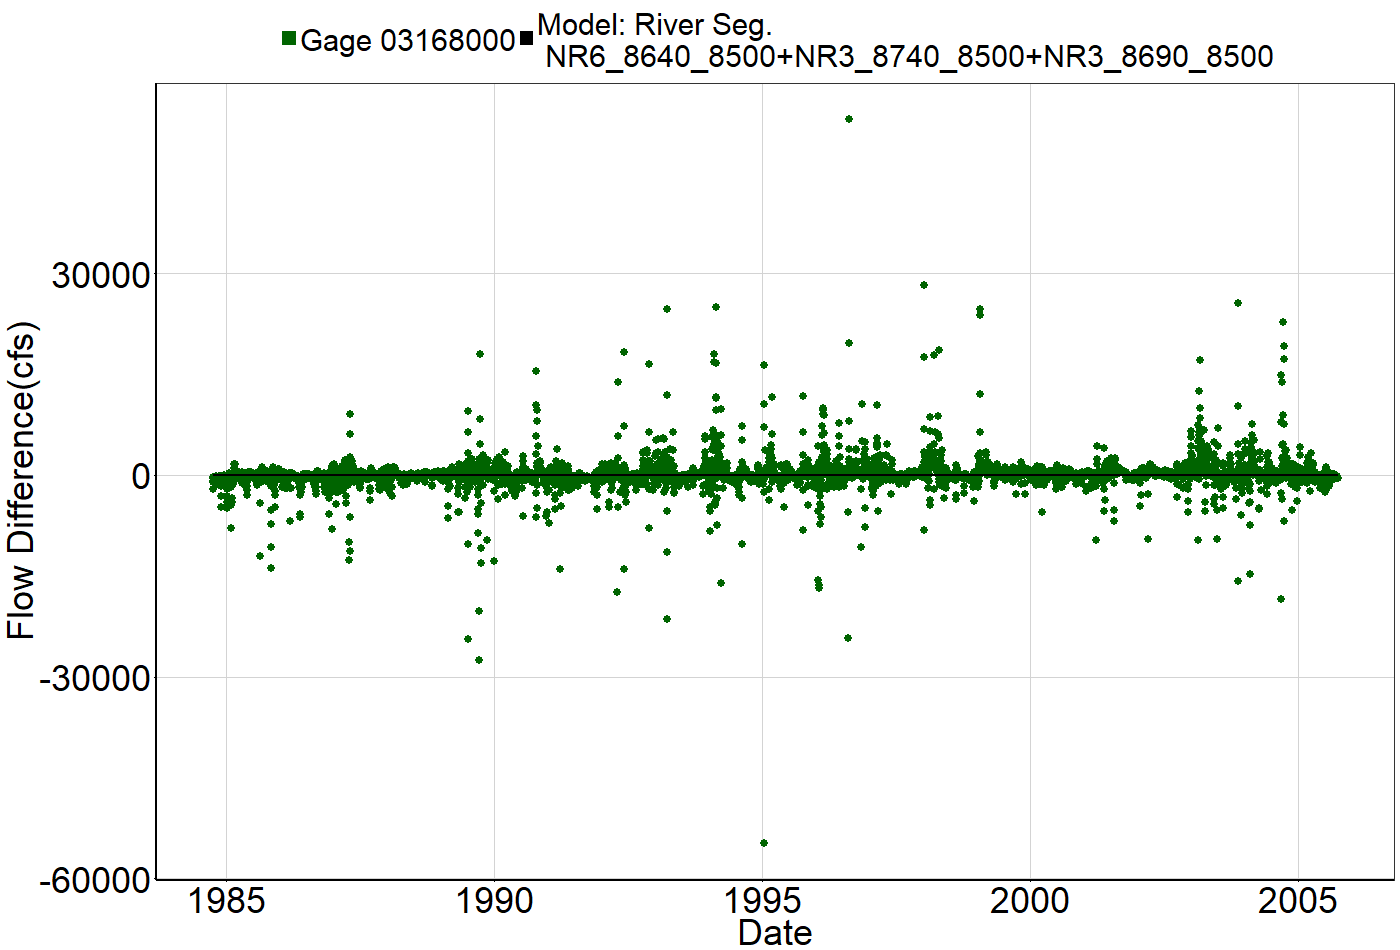 Gage 03168000
Model: River Seg.
NR6_8640_8500+NR3_8740_8500+NR3_8690_8500
Flow Difference(cfs)
30000
0
-30000
-60000
1985 1990 1995 2000 2005
Date